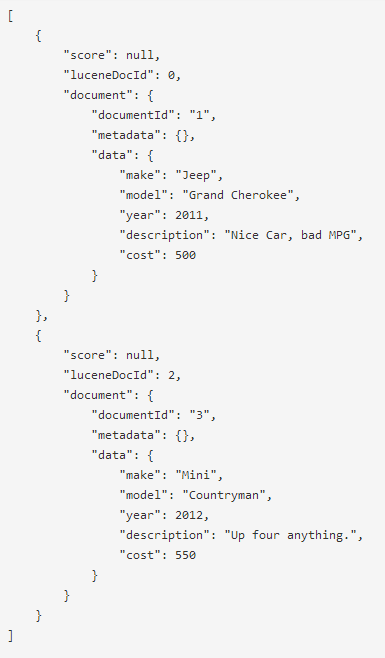 [
    {
        "score": null,
        "luceneDocId": 0,
        "document": {
            "documentId": "1",
            "metadata": {},
            "data": {
                "make": "Jeep",
                "model": "Grand Cherokee",
                "year": 2011,
                "description": "Nice Car, bad MPG",
                "cost": 500
            }
        }
    },
    {
        "score": null,
        "luceneDocId": 2,
        "document": {
            "documentId": "3",
            "metadata": {},
            "data": {
                "make": "Mini",
                "model": "Countryman",
                "year": 2012,
                "description": "Up four anything.",
                "cost": 550
            }
        }
    }
]